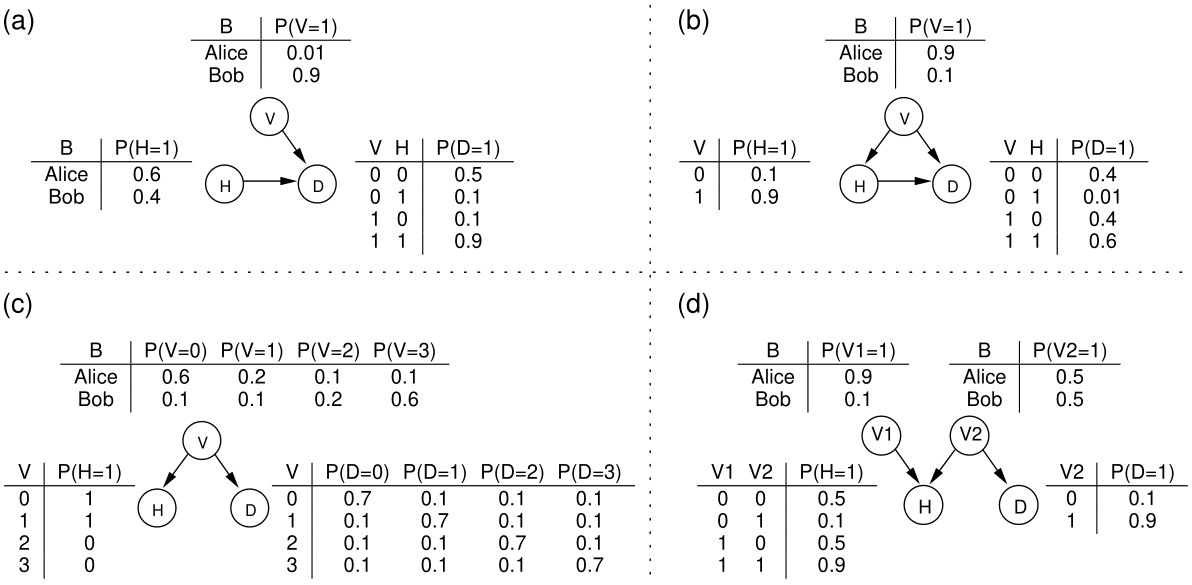 (a)
B P(V=1)
Alice 0.01
Bob 0.9
V
B P(H=1)
Alice 0.6
Bob 0.4
H
D
V H P(D=1)
0 0 0.5
0 1 0.1
1 0 0.1
1 1 0.9
(b)
B P(V=1)
Alice 0.9
Bob 0.1
V
V P(H=1)
0 0.1
1 0.9
H
D
V H P(D=1)
0 0 0.4
0 1 0.01
1 0 0.4
1 1 0.6
(c)
B P(V=0) P(V=1) P(V=2) P(V=3)
Alice 0.6 0.2 0.1 0.1
Bob 0.1 0.1 0.2 0.6
V
V P(H=1)
0 1
1 1
2 0
3 0
H
D
V P(D=0) P(D=1) P(D=2) P(D=3)
0 0.7 0.1 0.1 0.1
1 0.1 0.7 0.1 0.1
2 0.1 0.1 0.7 0.1
3 0.1 0.1 0.1 0.7
(d)
B P(V1=1)
Alice 0.9
Bob 0.1
B P(V2=1)
Alice 0.5
Bob 0.5
V1
V2
V1 V2 P(H=1)
0 0 0.5
0 1 0.1
1 0 0.5
1 1 0.9
H
D
V2 P(D=1)
0 0.1
1 0.9